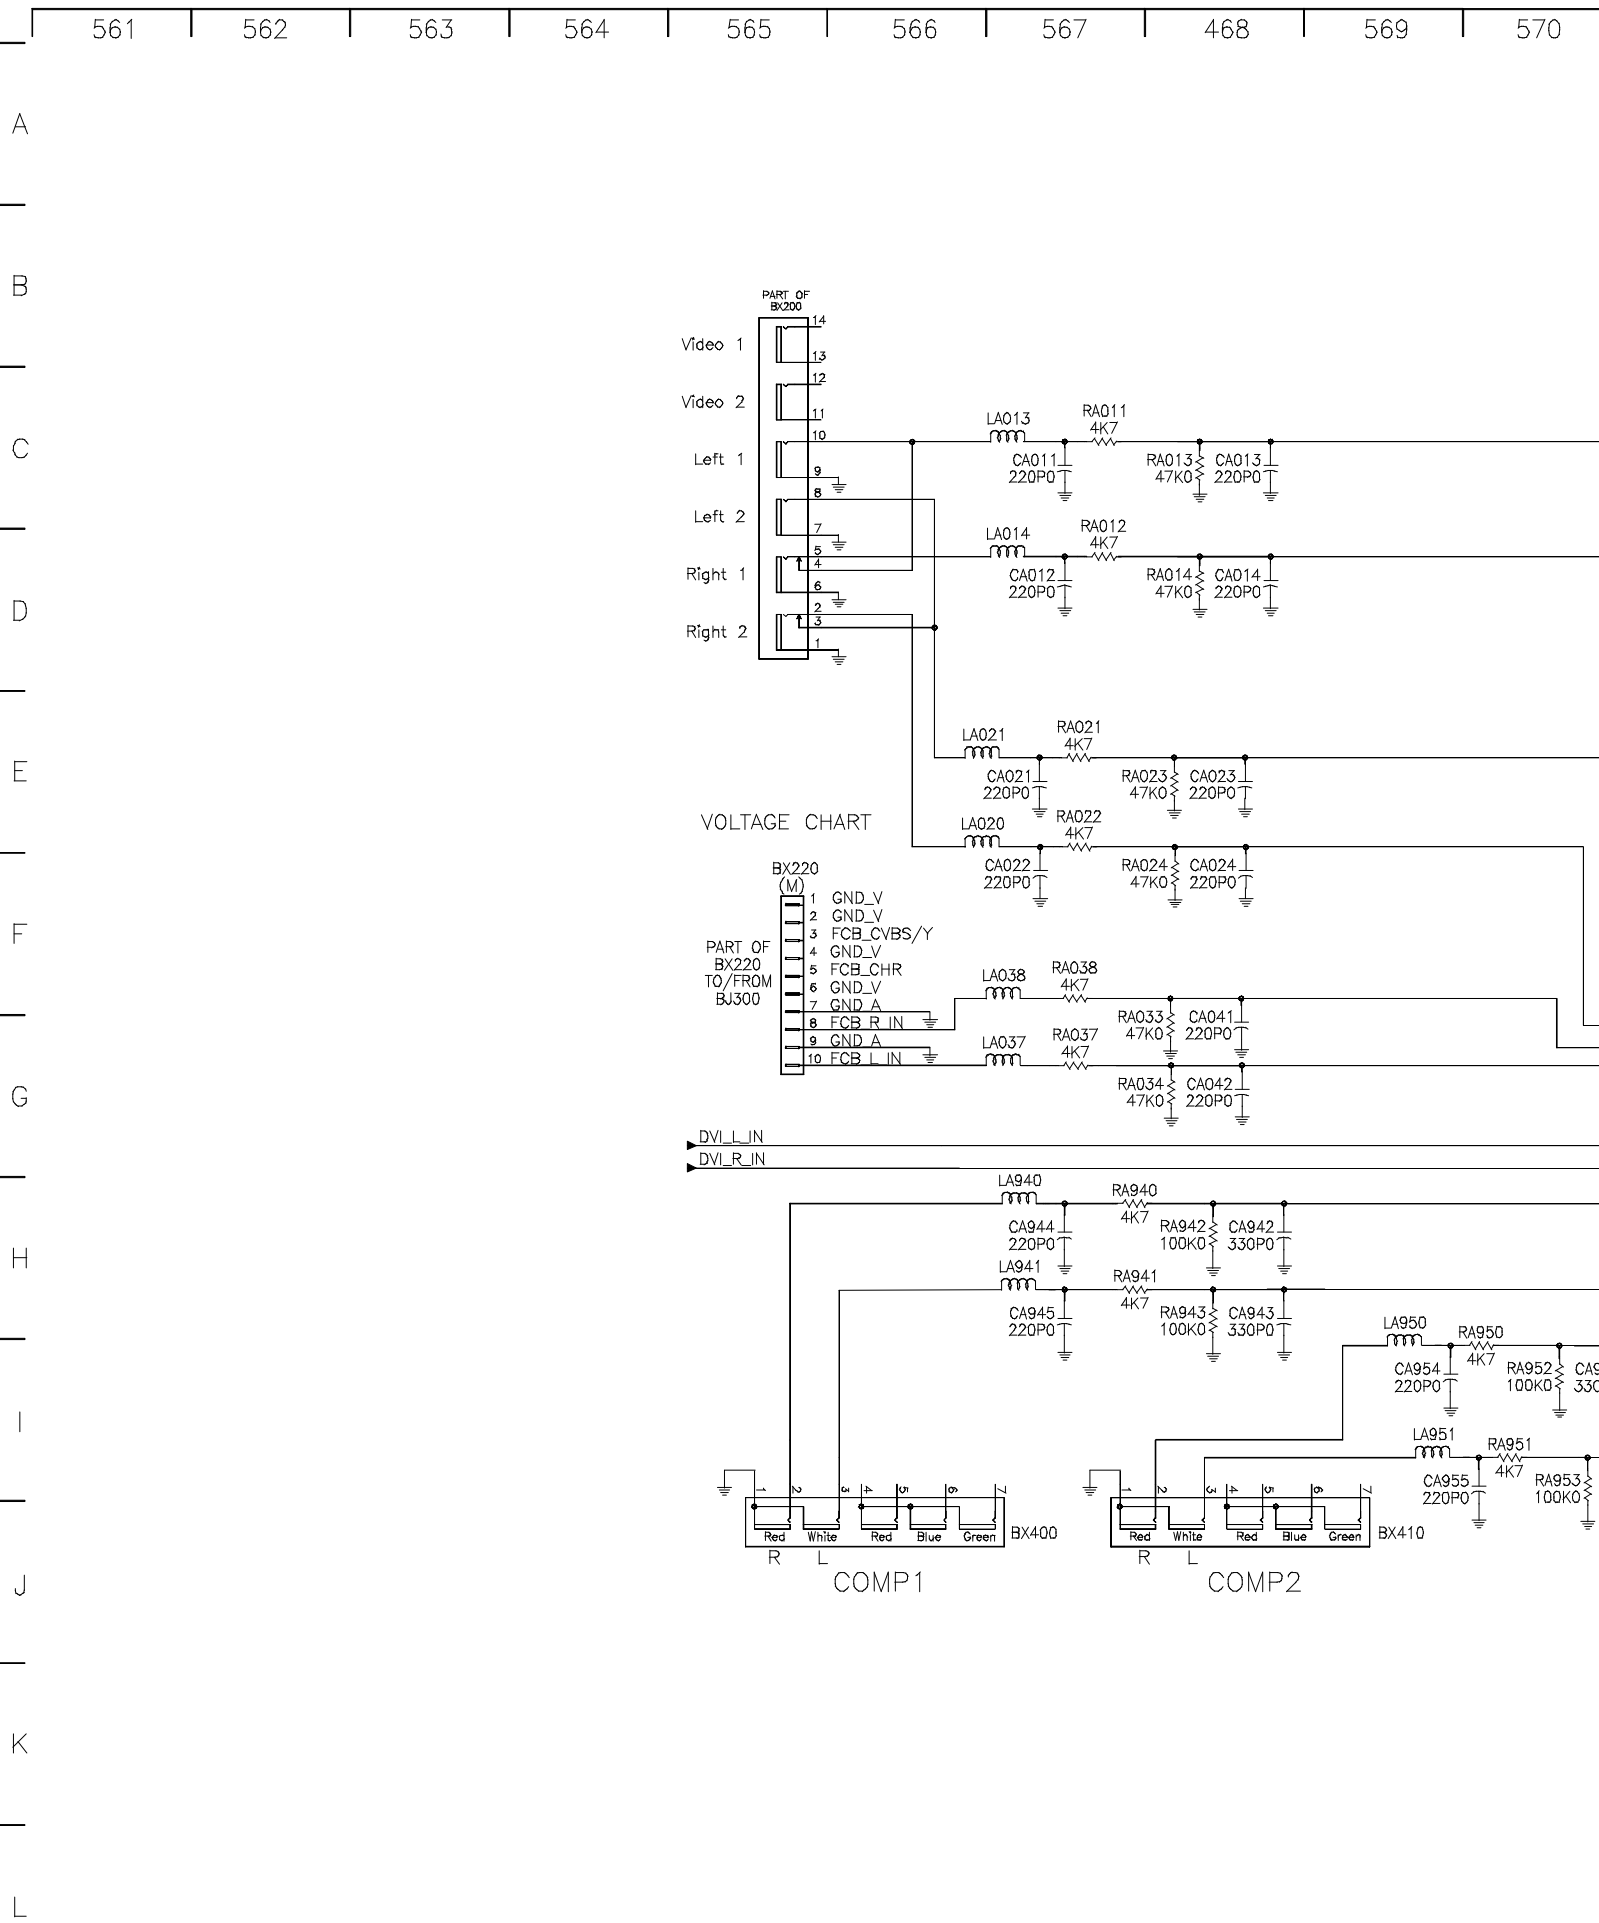 561 562 563 564 565 566 567 468 569 570
A
B
PART OF
BX200
14
Video 1
13
12
Video 2
11
C
10
Left 1
9
8
Left 2
7
5
4
Right 1
6
D
2
3
Right 2
1
LA013 RA011
4K7
CA011
220P0
RA013
47K0
CA013
220P0
LA014 RA012
4K7
CA012
220P0
RA014
47K0
CA014
220P0
E
LA021 RA021
4K7
CA021
220P0
RA023
47K0
CA023
220P0
VOLTAGE CHART
LA020 RA022
4K7
CA022
220P0
RA024
47K0
CA024
220P0
F
BX220
(M)
1 GND_V
2 GND_V
3 FCB_CVBS/Y
4 GND_V
5 FCB_CHR
6 GND_V
7 GND_A
8 FCB_R_IN
9 GND_A
10 FCB_L_IN
PART OF
BX220
TO/FROM
BJ300
LA038 RA038
4K7
RA033
47K0
CA041
220P0
LA037 RA037
4K7
G
RA034
47K0
CA042
220P0
DVI_L_IN
DVI_R_IN
H
LA940 RA940
4K7
CA944
220P0
RA942
100K0
CA942
330P0
LA941 RA941
4K7
CA945
220P0
RA943
100K0
CA943
330P0
I
LA950 RA950
4K7
CA954
220P0
RA952
100K0
LA951 RA951
4K7
CA955
220P0
RA953
100K0
J
1 2 3 4 5 6 7
Red White Red Blue Green BX400
R L
COMP1
1 2 3 4 5 6 7
Red White Red Blue Green BX410
R L
COMP2
K
L